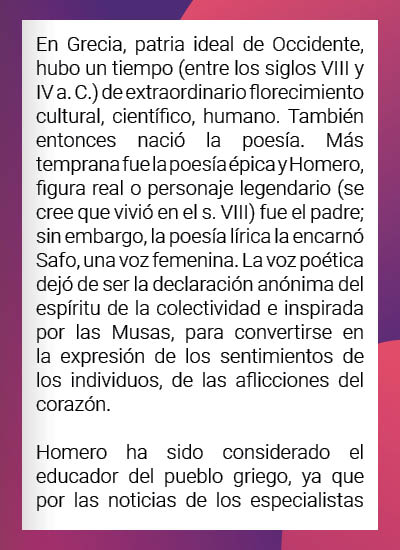 En Grecia, patria ideal de Occidente,
hubo un tiempo (entre los siglos VIII y
IV a. C.) de extraordinario florecimiento
cultural, científico, humano. También
entonces nació la poesía. Más
temprana fue la poesía épica y Homero,
figura real o personaje legendario (se
cree que vivió en el s. VIII) fue el padre;
sin embargo, la poesía lírica la encarnó
Safo, una voz femenina. La voz poética
dejó de ser la declaración anónima del
espíritu de la colectividad e inspirada
por las Musas, para convertirse en
la expresión de los sentimientos de
los individuos, de las aflicciones del
corazón.
Homero ha sido considerado el
educador del pueblo griego, ya que
por las noticias de los especialistas